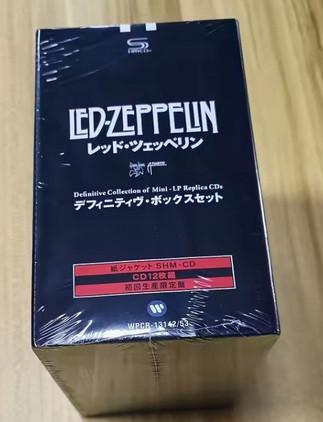 SHM-CD
LED-ZEPPELIN
レッド・ツェッペリン
Definitive Collection of Mini-LP Replica CDs
デフィニティヴ・ボックスセット
紙ジャケット SHM-CD
CD12枚組
初回生産限定盤
WPCR-13142/53